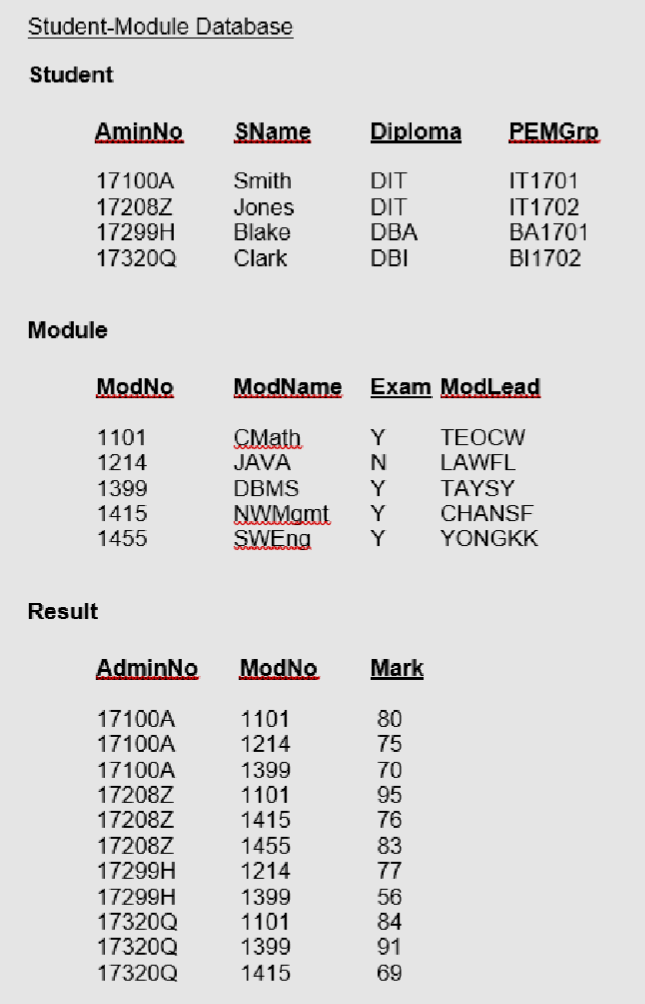 Student-Module Database
Student
AminNo SName Diploma PEMGrp
17100A Smith DIT IT1701
17208Z Jones DIT IT1702
17299H Blake DBA BA1701
17320Q Clark DBI BI1702
Module
ModNo ModName Exam ModLead
1101 CMath Y TEOCW
1214 JAVA N LAWFL
1399 DBMS Y TAYSY
1415 NWMgmt Y CHANSF
1455 SWEng Y YONGKK
Result
AdminNo ModNo Mark
17100A 1101 80
17100A 1214 75
17100A 1399 70
17208Z 1101 95
17208Z 1415 76
17208Z 1455 83
17299H 1214 77
17299H 1399 56
17320Q 1101 84
17320Q 1399 91
17320Q 1415 69